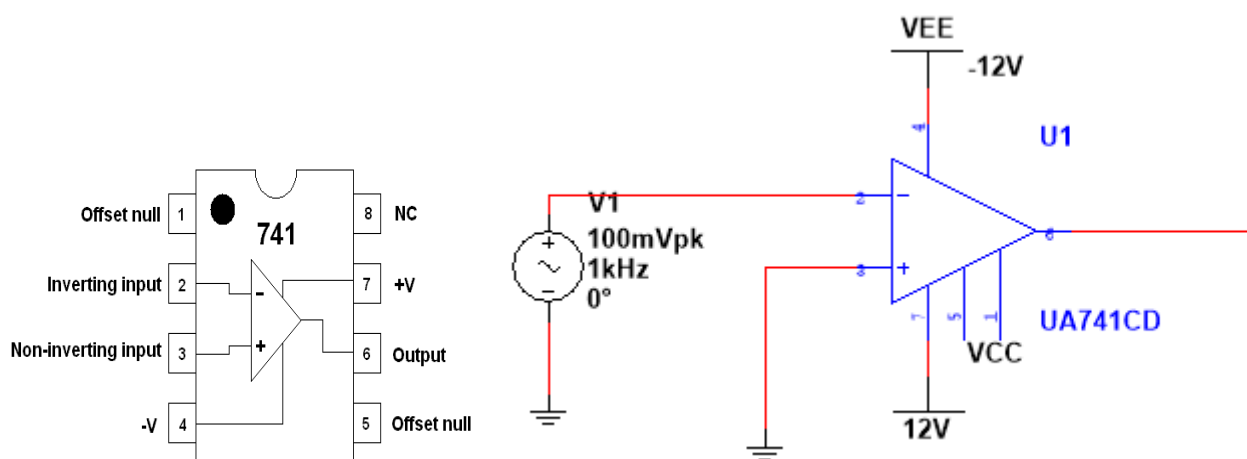 Offset null
1
8
NC
741
Inverting input
2
-
7
+V
Non-inverting input
3
+
6
Output
-V
4
5
Offset null
VEE
-12V
4
U1
2
-
V1
100mVpk
1kHz
0°
+
-
3
+
6
7
5
1
UA741CD
VCC
12V